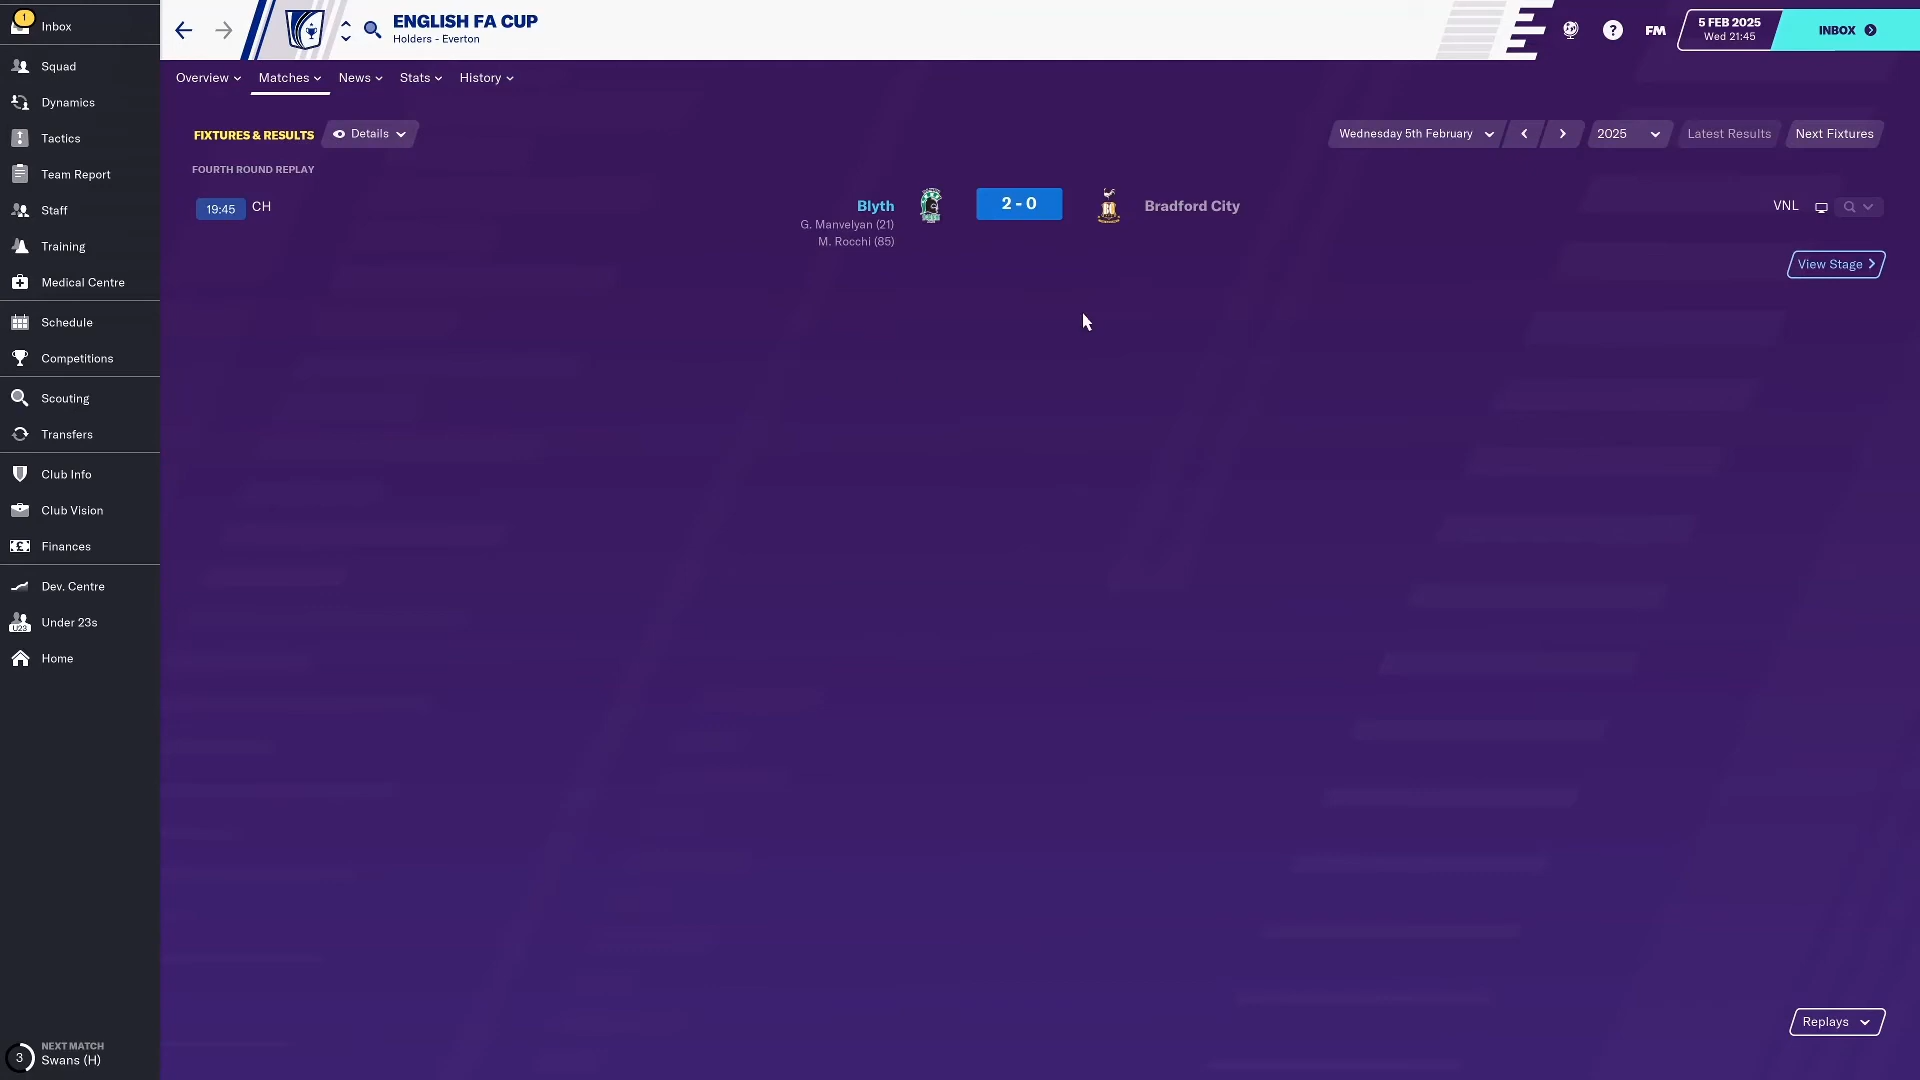 1
Inbox
Squad
Dynamics
Tactics
Team Report
Staff
Training
Medical Centre
Schedule
Competitions
Scouting
Transfers
Club Info
Club Vision
Finances
Dev. Centre
U23 Under 23s
Home
3 NEXT MATCH
Swans (H)
ENGLISH FA CUP
Holders - Everton
? FM 5 FEB 2025
Wed 21:45
INBOX
Overview Matches News Stats History
FIXTURES & RESULTS Details Wednesday 5th February 2025 Latest Results Next Fixtures
FOURTH ROUND REPLAY
19:45 CH Blyth 2 - 0 Bradford City VNL
G. Manvelyan (21)
M. Rocchi (85)
View Stage
Replays